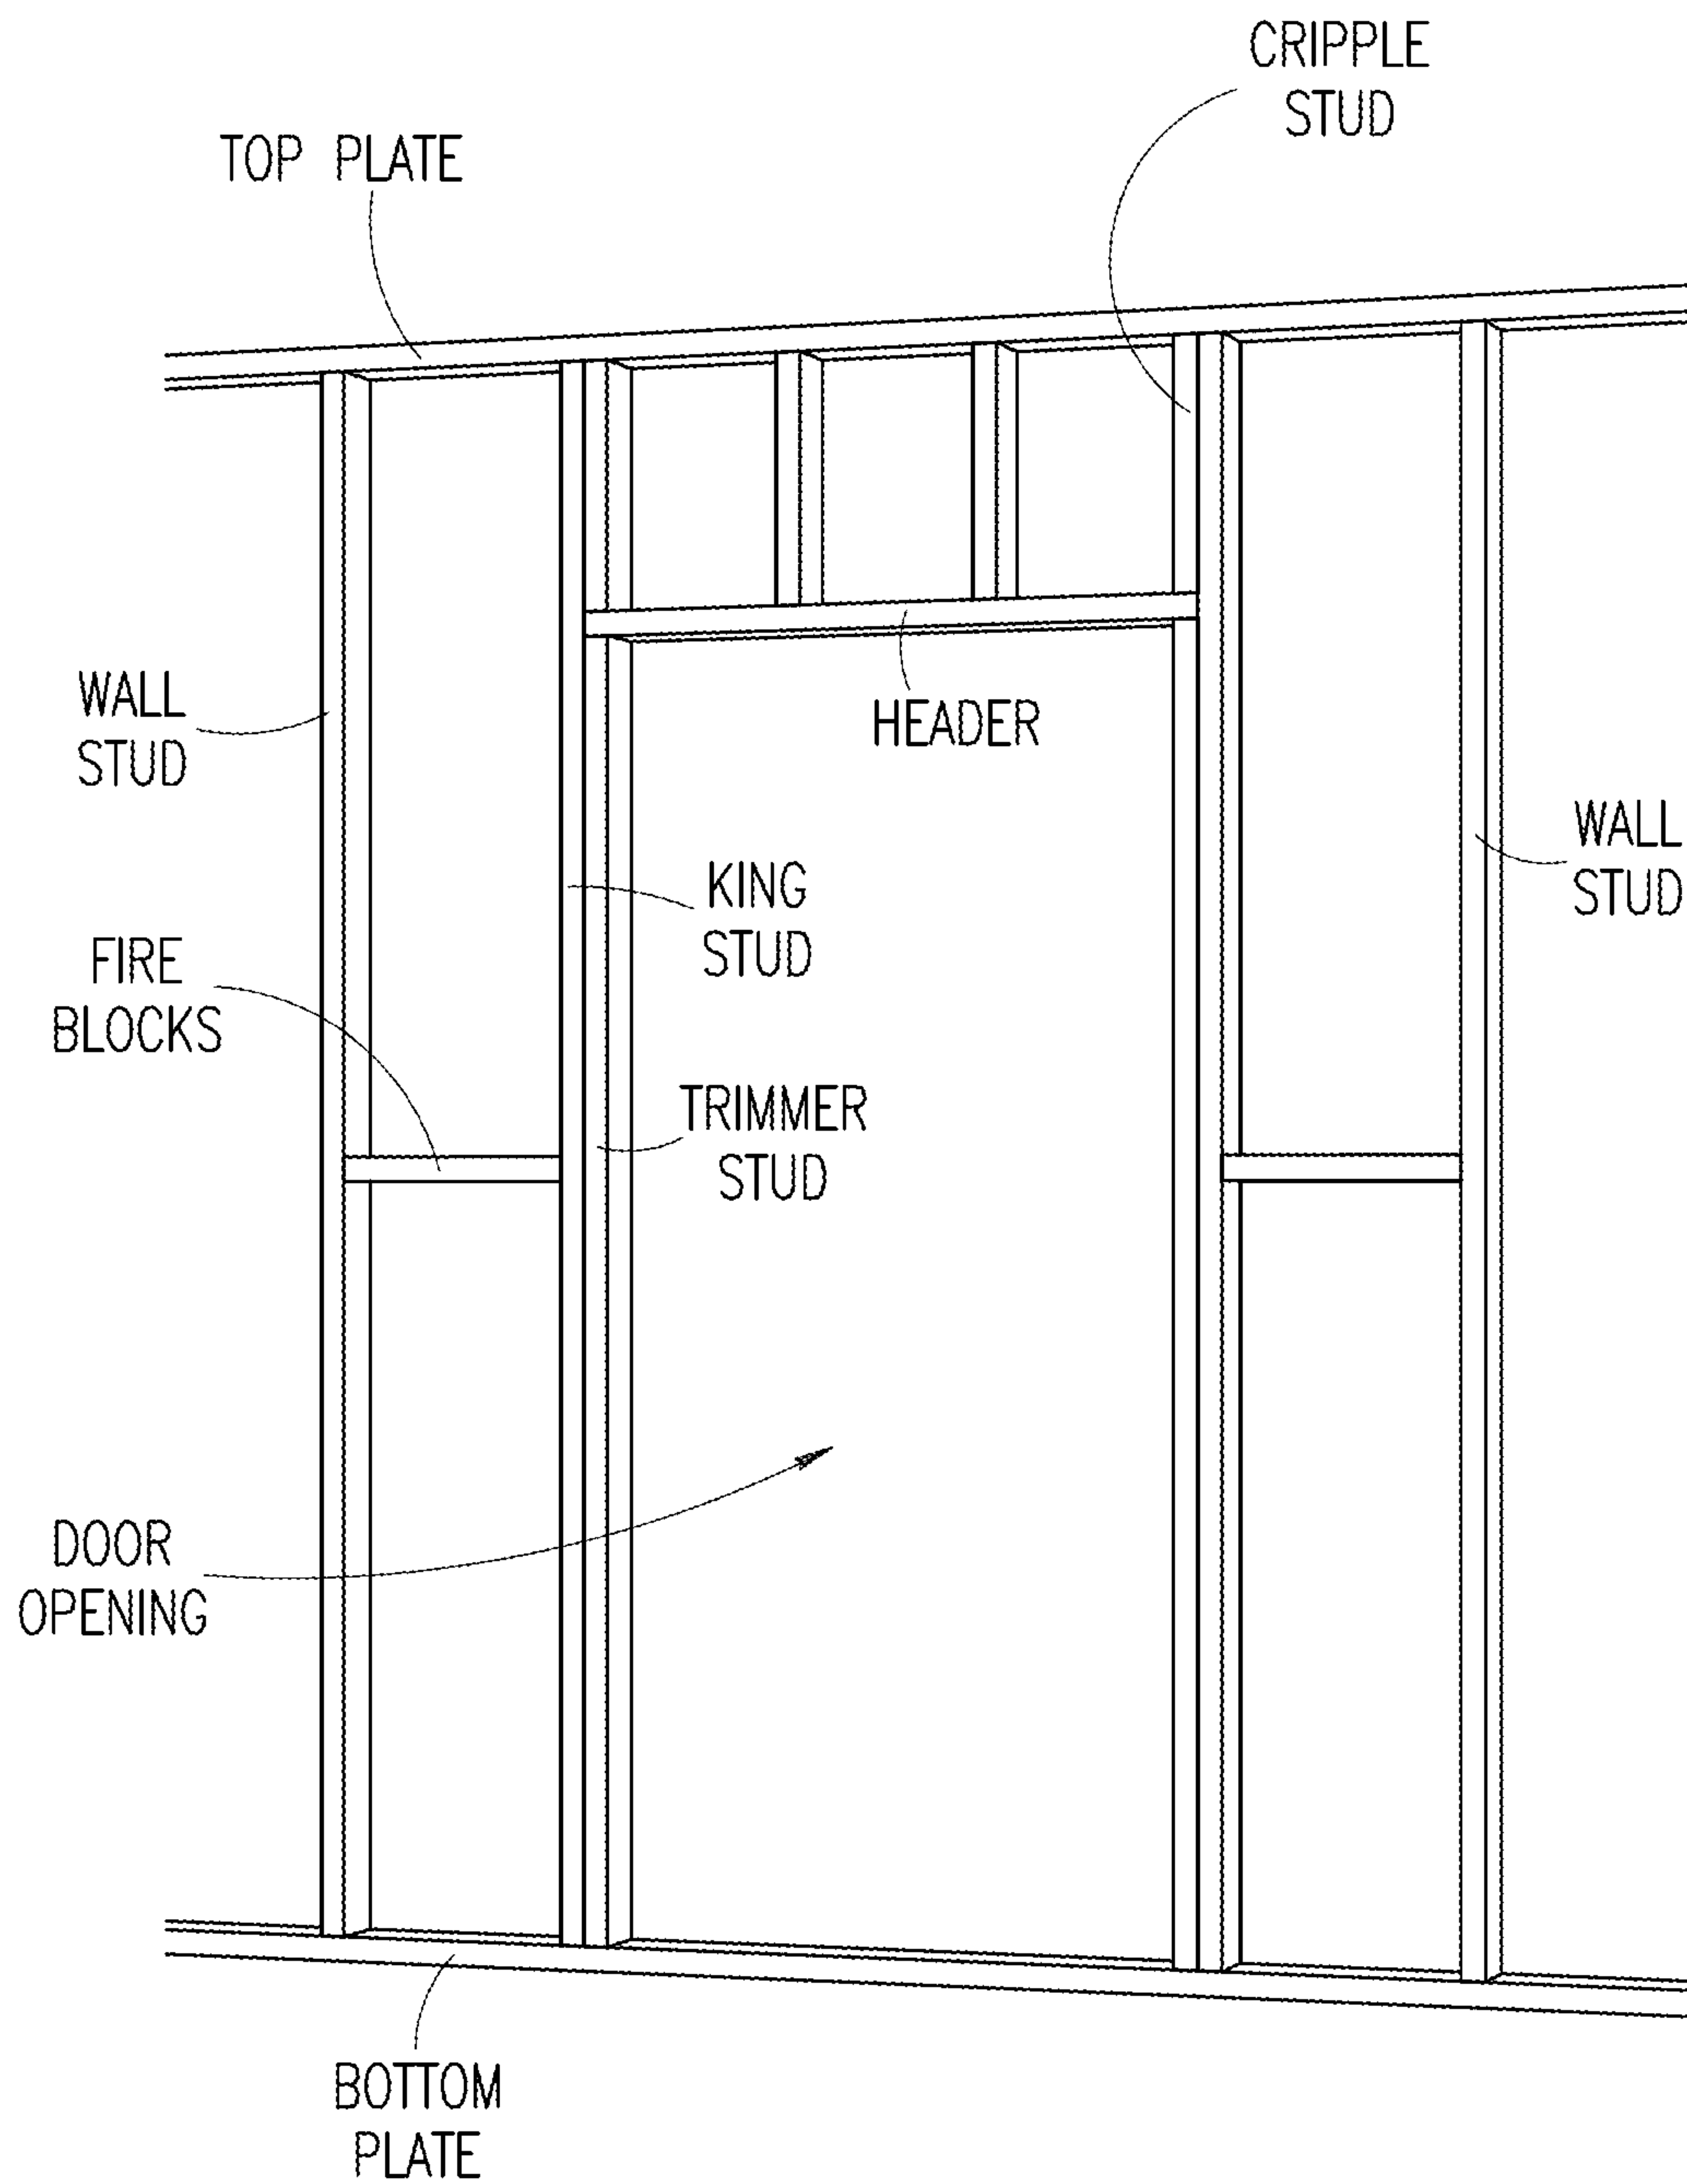 CRIPPLE
STUD
TOP PLATE
WALL
STUD
HEADER
WALL
STUD
KING
STUD
FIRE
BLOCKS
TRIMMER
STUD
DOOR
OPENING
BOTTOM
PLATE